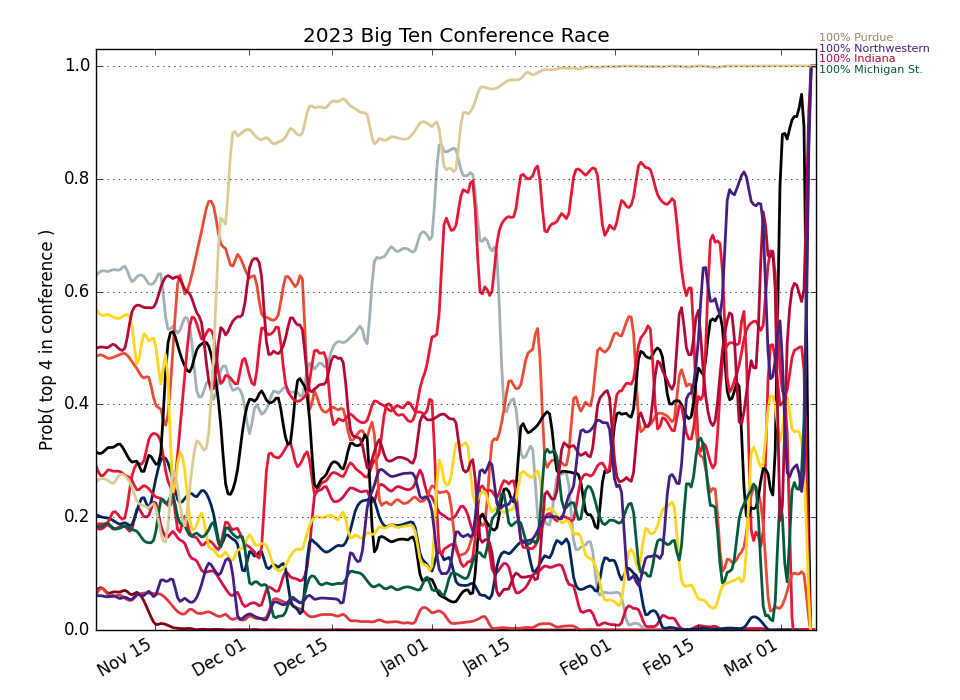 2023 Big Ten Conference Race
100% Purdue
100% Northwestern
100% Indiana
100% Michigan St.
1.0
0.8
0.6
0.4
0.2
0.0
Prob( top 4 in conference )
Nov 15
Dec 01
Dec 15
Jan 01
Jan 15
Feb 01
Feb 15
Mar 01